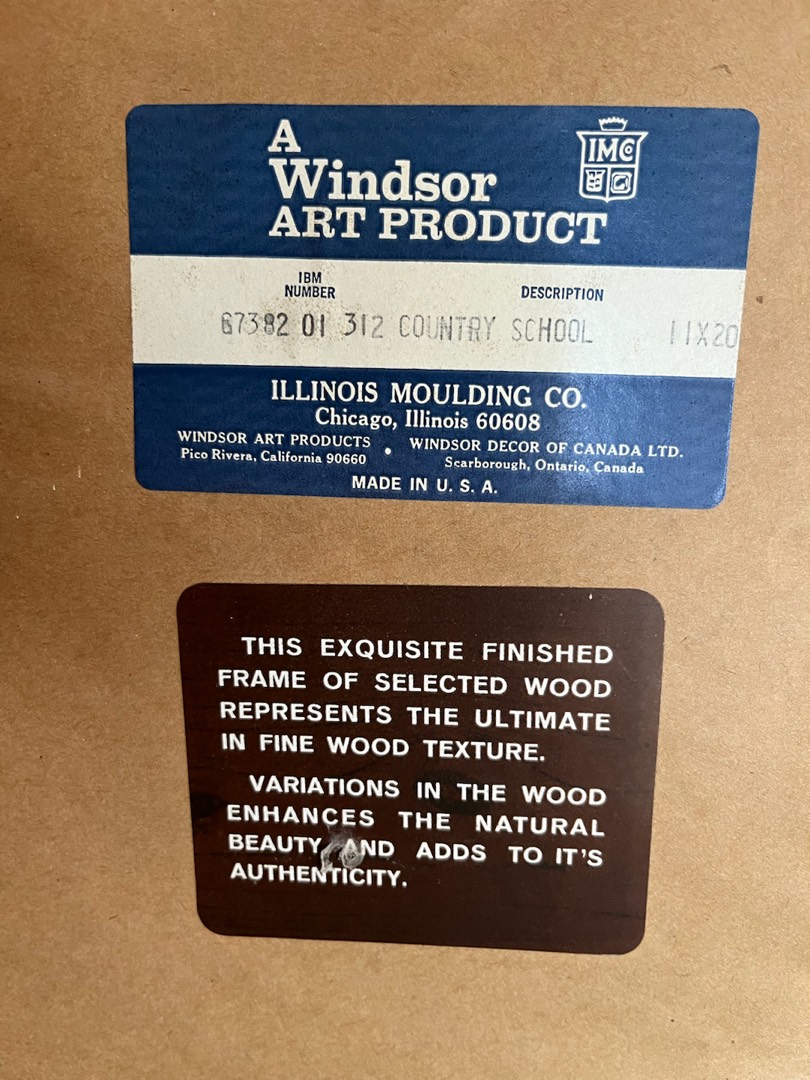 A
Windsor
ART PRODUCT
IMCo
IBM
NUMBER
DESCRIPTION
67382 01 312 COUNTRY SCHOOL 11X20
ILLINOIS MOULDING CO.
Chicago, Illinois 60608
WINDSOR ART PRODUCTS • WINDSOR DECOR OF CANADA LTD.
Pico Rivera, California 90660 Scarborough, Ontario, Canada
MADE IN U. S. A.
THIS EXQUISITE FINISHED
FRAME OF SELECTED WOOD
REPRESENTS THE ULTIMATE
IN FINE WOOD TEXTURE.
VARIATIONS IN THE WOOD
ENHANCES THE NATURAL
BEAUTY AND ADDS TO IT'S
AUTHENTICITY.